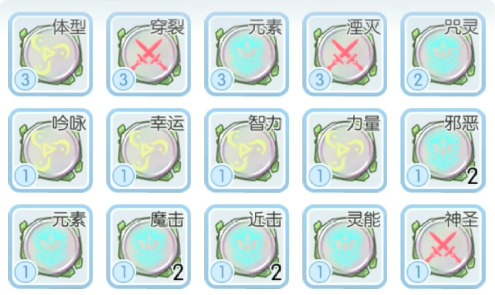 体型 穿裂 元素 湮灭 咒灵
3 3 3 3 2
吟咏 幸运 智力 力量 邪恶
1 1 1 1 1 2
元素 魔击 近击 灵能 神圣
1 1 2 1 2 1 1